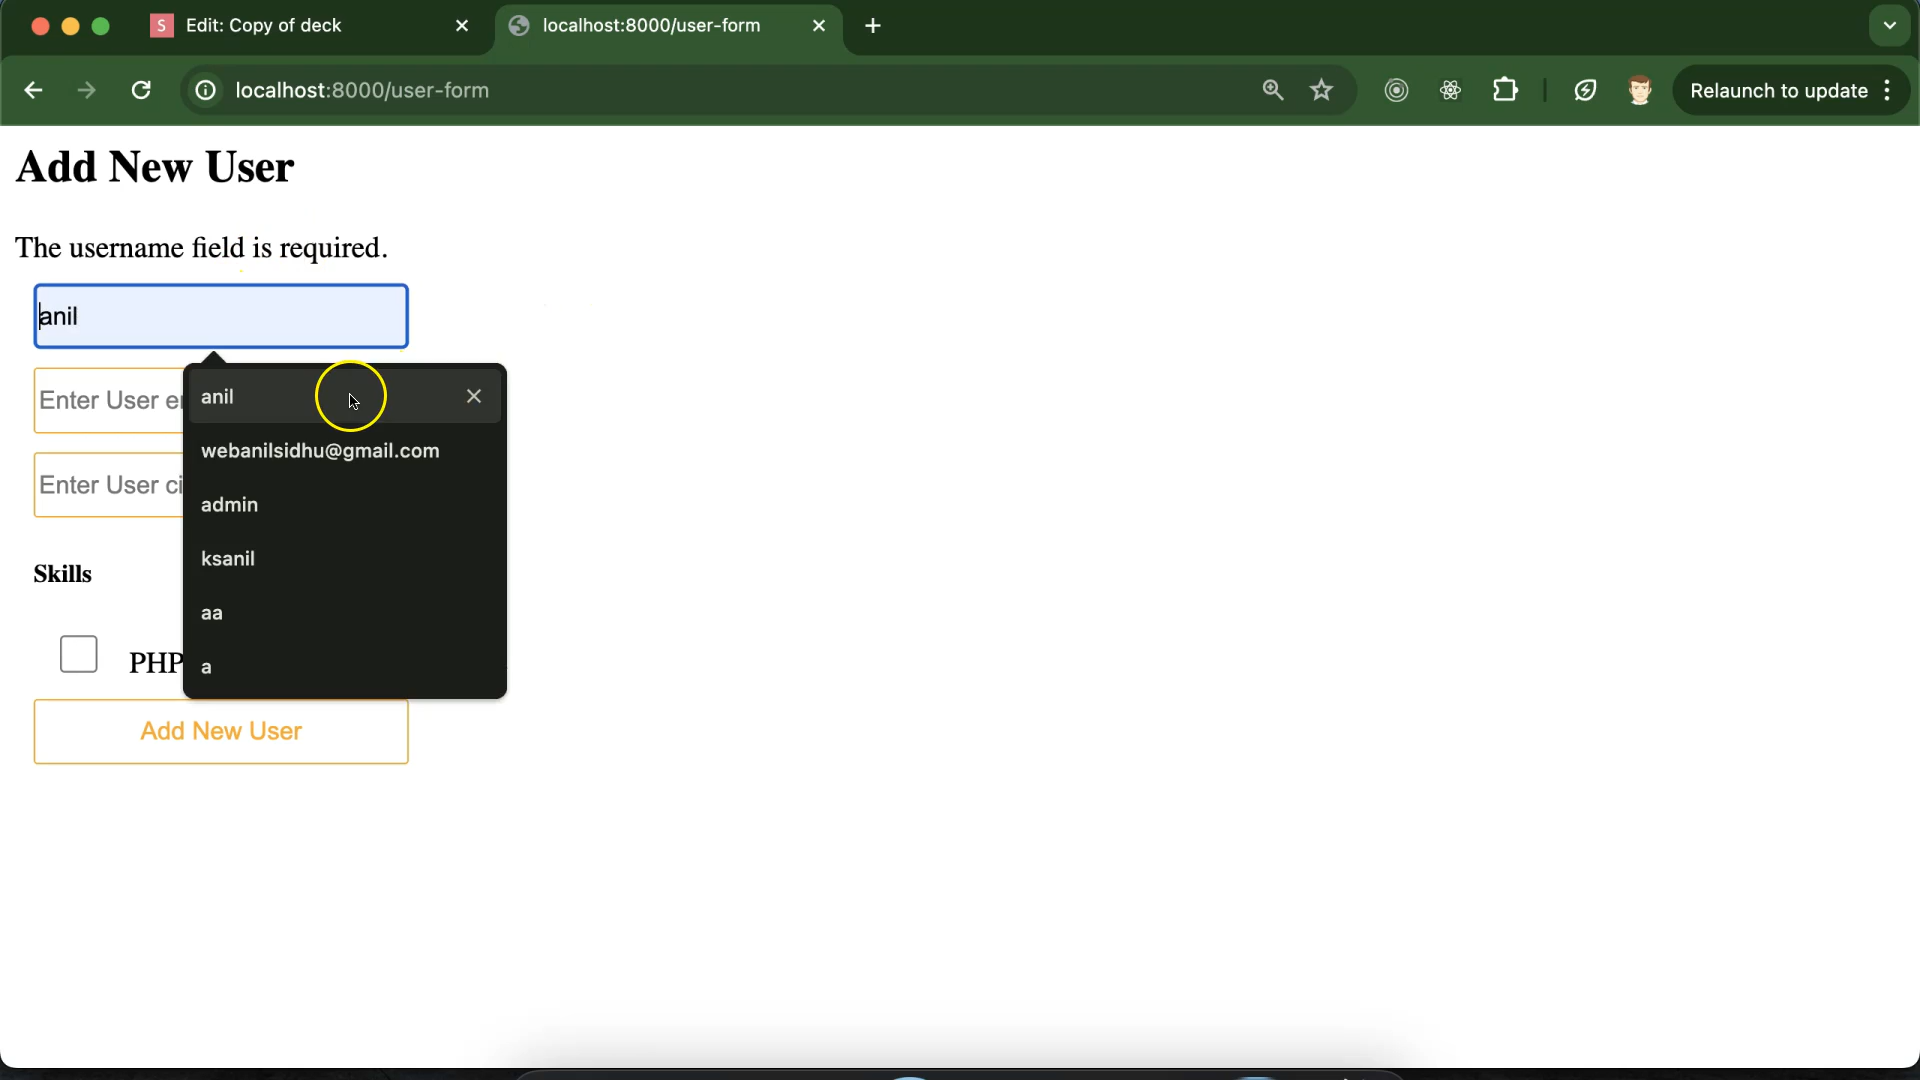 S Edit: Copy of deck
localhost:8000/user-form
localhost:8000/user-form
Relaunch to update
Add New User
The username field is required.
anil
Enter User
anil
webanilsidhu@gmail.com
Enter User
admin
ksanil
Skills
aa
PHP
a
Add New User